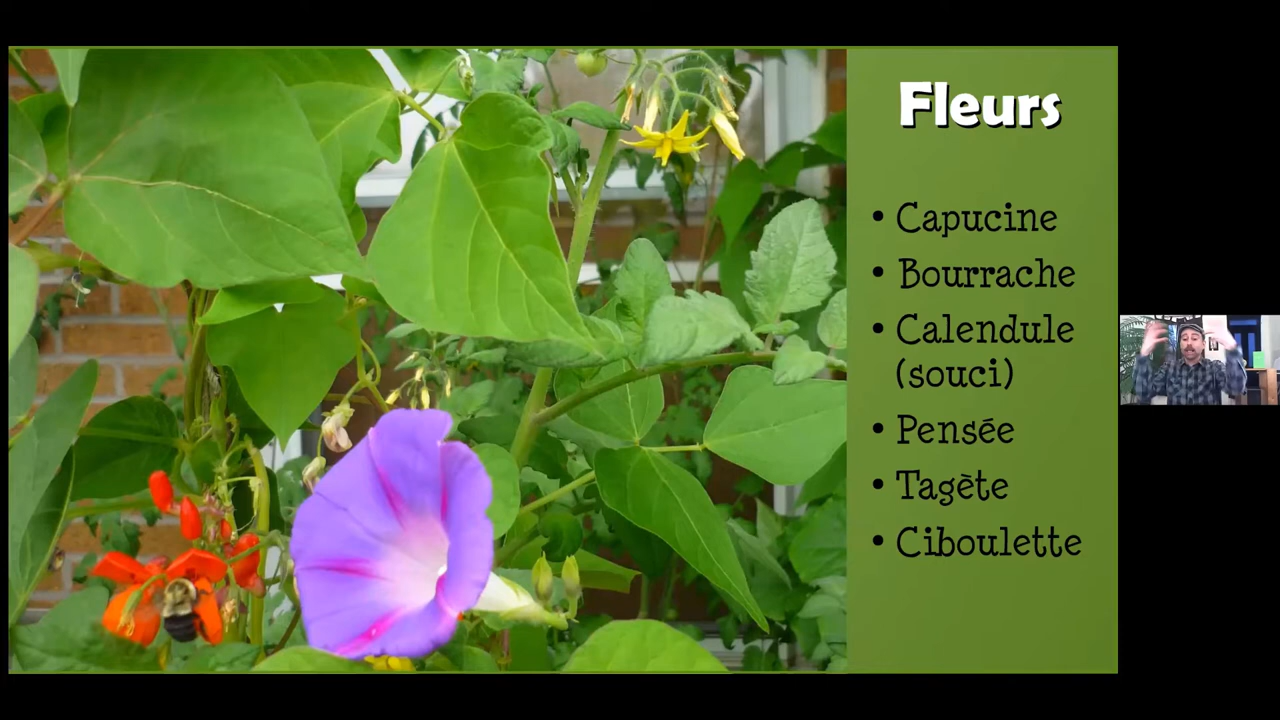 Fleurs
• Capucine
• Bourrache
• Calendule
(souci)
• Pensée
• Tagète
• Ciboulette